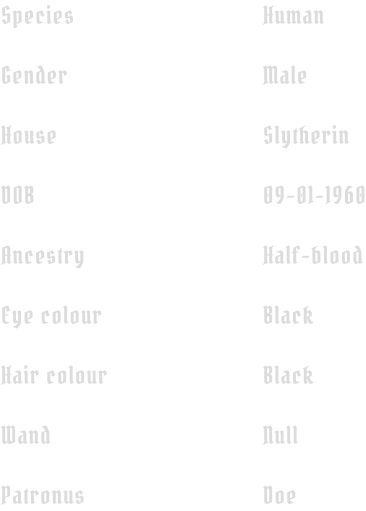 Species Human
Gender Male
House Slytherin
DOB 09-01-1960
Ancestry Half-blood
Eye colour Black
Hair colour Black
Wand Null
Patronus Doe